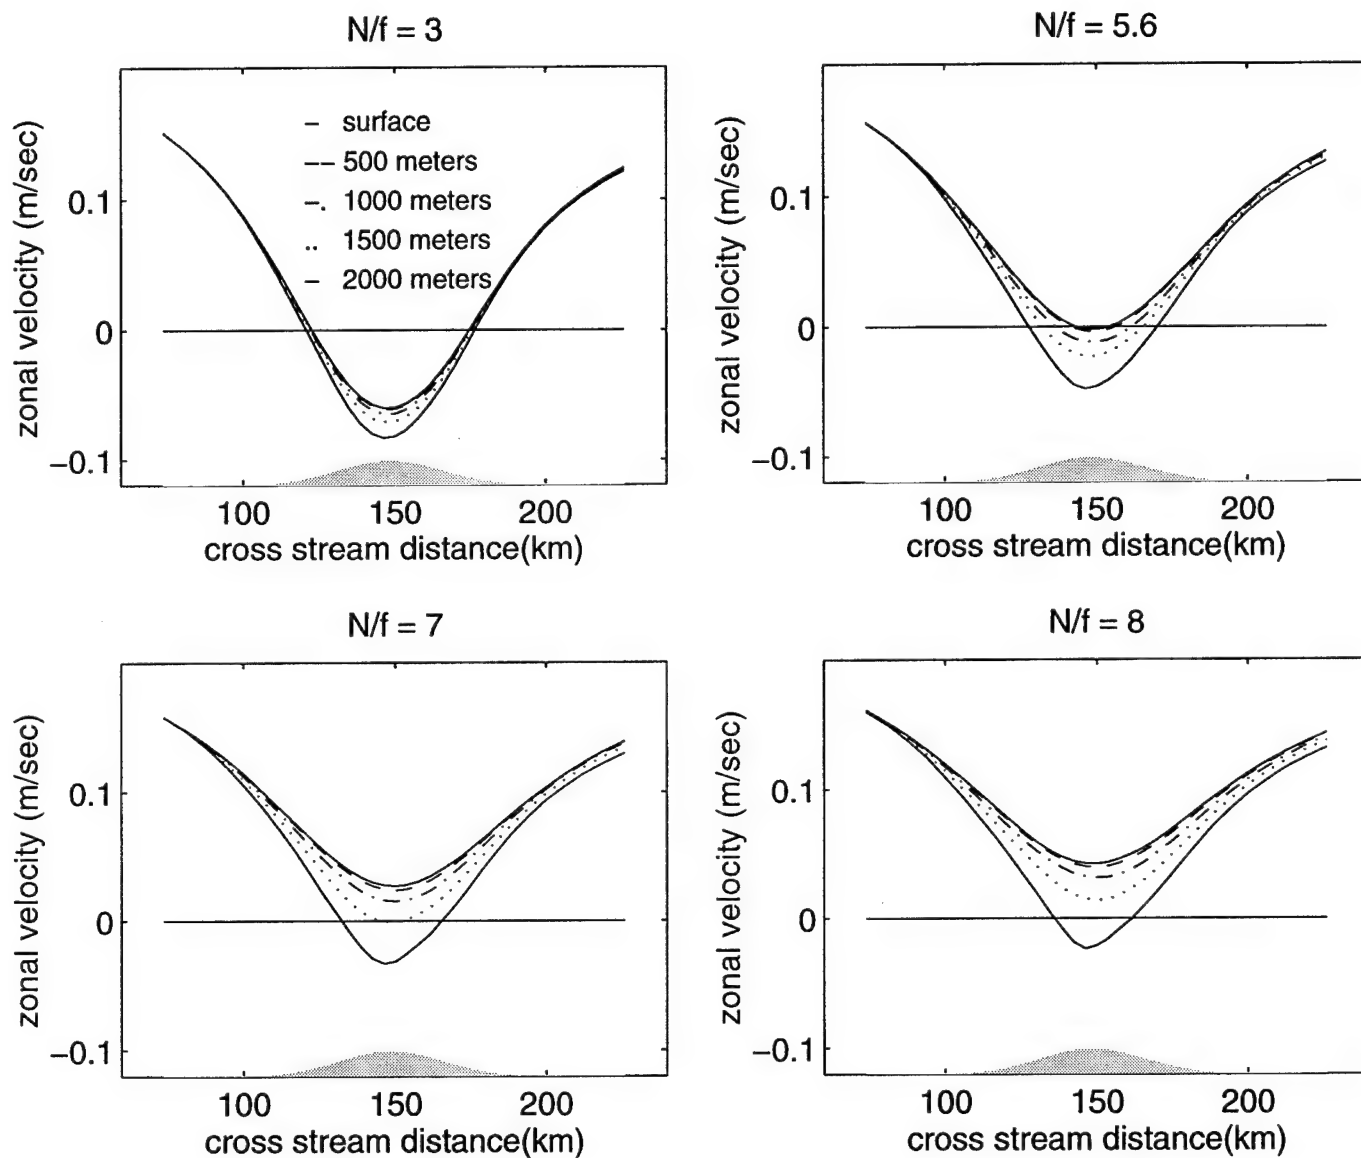 N/f = 3
zonal velocity (m/sec)
0.1
0
−0.1
– surface
–– 500 meters
–. 1000 meters
.. 1500 meters
– 2000 meters
100 150 200
cross stream distance(km)
N/f = 5.6
zonal velocity (m/sec)
0.1
0
−0.1
100 150 200
cross stream distance(km)
N/f = 7
zonal velocity (m/sec)
0.1
0
−0.1
100 150 200
cross stream distance(km)
N/f = 8
zonal velocity (m/sec)
0.1
0
−0.1
100 150 200
cross stream distance(km)